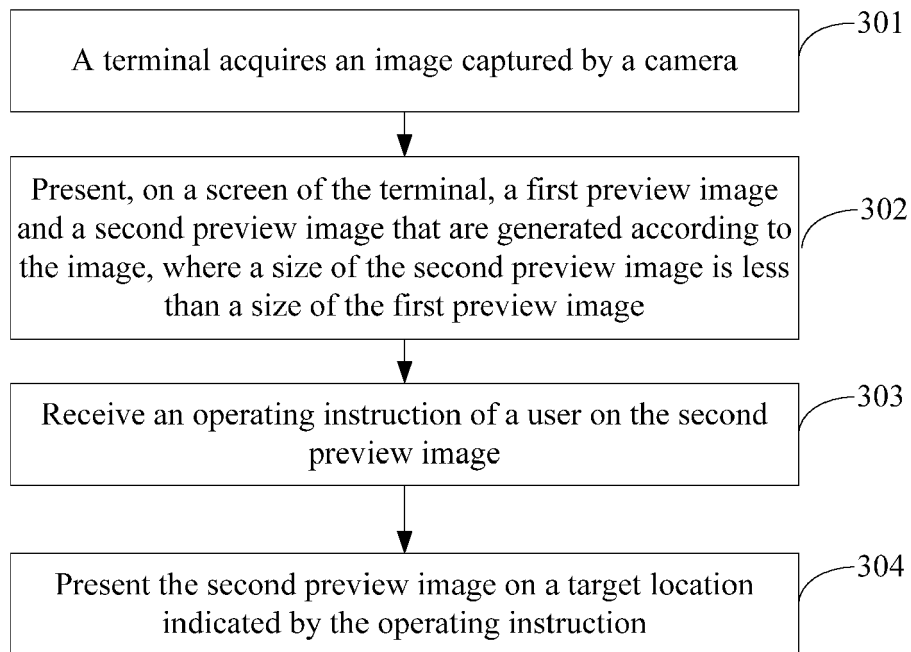 301
A terminal acquires an image captured by a camera
Present, on a screen of the terminal, a first preview image
and a second preview image that are generated according to
the image, where a size of the second preview image is less
than a size of the first preview image
302
Receive an operating instruction of a user on the second
preview image
303
Present the second preview image on a target location
indicated by the operating instruction
304